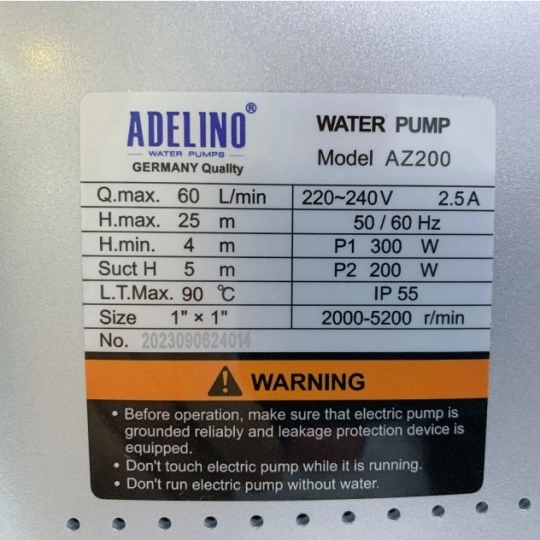 ADELINO®
WATER PUMPS
GERMANY Quality
WATER PUMP
Model AZ200
Q.max. 60 L/min
220~240V 2.5A
H.max. 25 m
50 / 60 Hz
H.min. 4 m
P1 300 W
Suct H 5 m
P2 200 W
L.T.Max. 90 °C
IP 55
Size 1" × 1"
2000-5200 r/min
No. 2023090624014
WARNING
• Before operation, make sure that electric pump is
grounded reliably and leakage protection device is
equipped.
• Don't touch electric pump while it is running.
• Don't run electric pump without water.